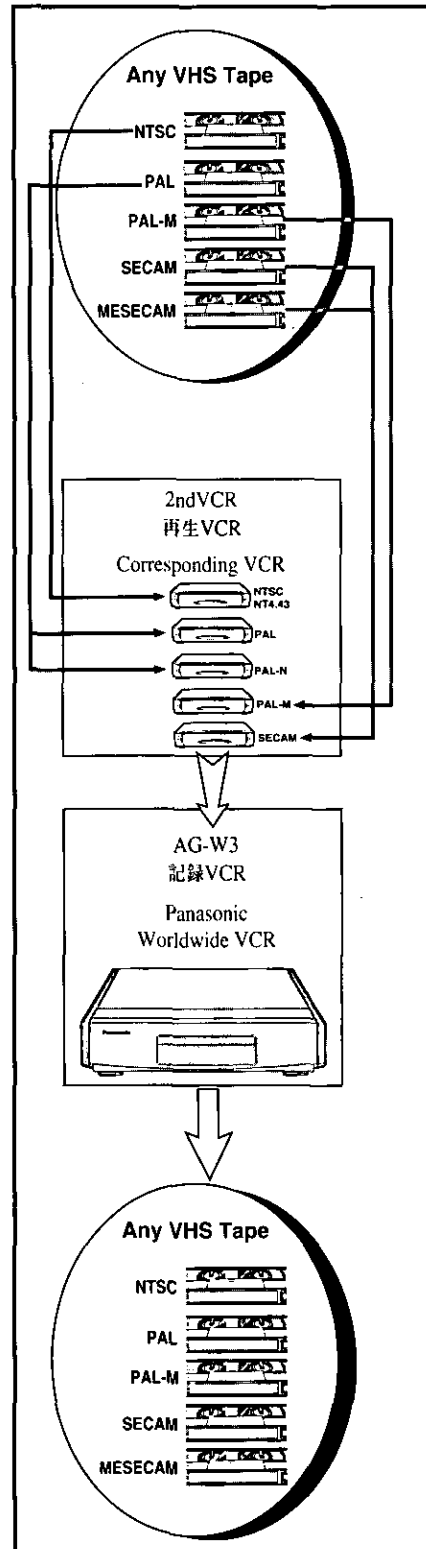 Any VHS Tape
NTSC
PAL
PAL-M
SECAM
MESECAM
2ndVCR
再生VCR
Corresponding VCR
NTSC
NT4.43
PAL
PAL-N
PAL-M
SECAM
AG-W3
記録VCR
Panasonic
Worldwide VCR
Panasonic
Any VHS Tape
NTSC
PAL
PAL-M
SECAM
MESECAM